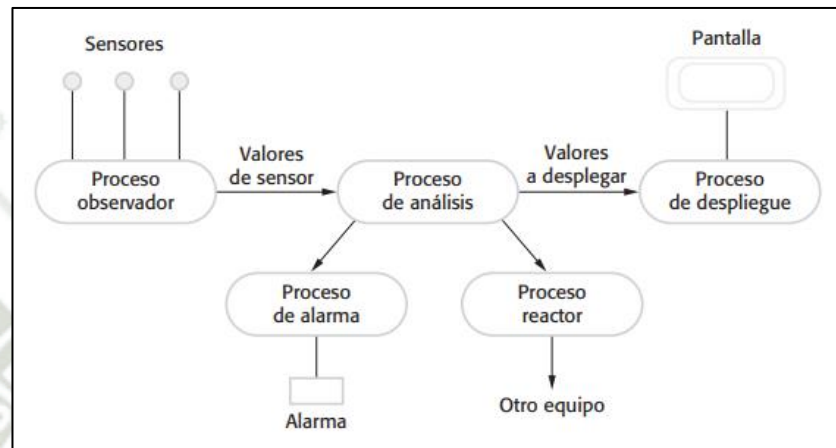 Sensores
Pantalla
Valores
de sensor
Valores
a desplegar
Proceso
observador
Proceso
de análisis
Proceso
de despliegue
Proceso
de alarma
Proceso
reactor
Alarma
Otro equipo